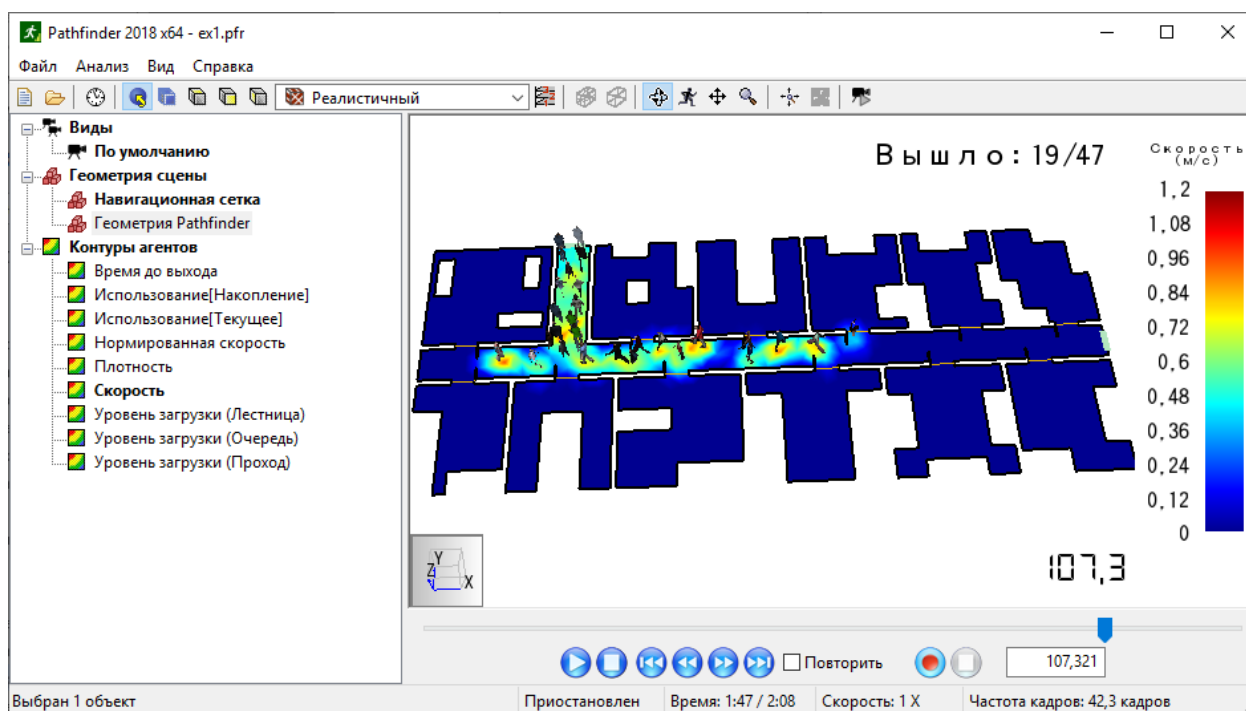 Pathfinder 2018 x64 - ex1.pfr
Файл Анализ Вид Справка
Реалистичный
Виды
По умолчанию
Геометрия сцены
Навигационная сетка
Геометрия Pathfinder
Контуры агентов
Время до выхода
Использование[Накопление]
Использование[Текущее]
Нормированная скорость
Плотность
Скорость
Уровень загрузки (Лестница)
Уровень загрузки (Очередь)
Уровень загрузки (Проход)
Вышло: 19/47
Скорость
(м/с)
1,2
1,08
0,96
0,84
0,72
0,6
0,48
0,36
0,24
0,12
0
Y
Z
X
107,3
Повторить
107,321
Выбран 1 объект
Приостановлен
Время: 1:47 / 2:08
Скорость: 1 X
Частота кадров: 42,3 кадров